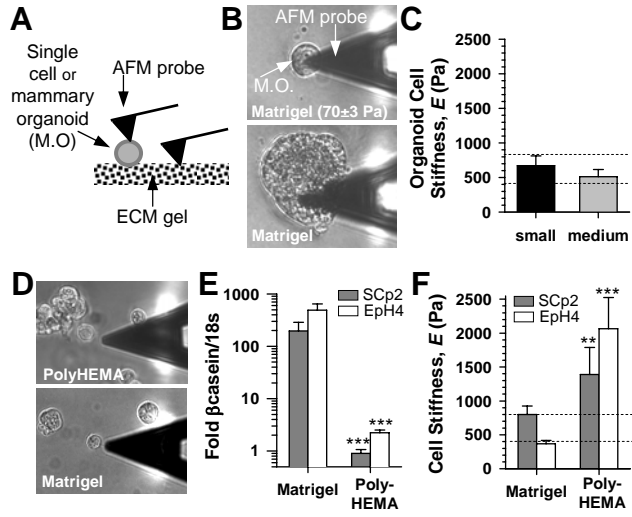 A
Single
cell or
mammary
organoid
(M.O)
AFM probe
ECM gel
B
AFM probe
M.O.
Matrigel (70±3 Pa)
Matrigel
C
Organoid Cell
Stiffness, E (Pa)
2500
2000
1500
1000
500
0
small
medium
D
PolyHEMA
Matrigel
E
Fold βcasein/18s
1000
100
10
1
SCp2
EpH4
***
***
Matrigel
Poly-
HEMA
F
Cell Stiffness, E (Pa)
2500
2000
1500
1000
500
0
SCp2
EpH4
**
***
Matrigel
Poly-
HEMA